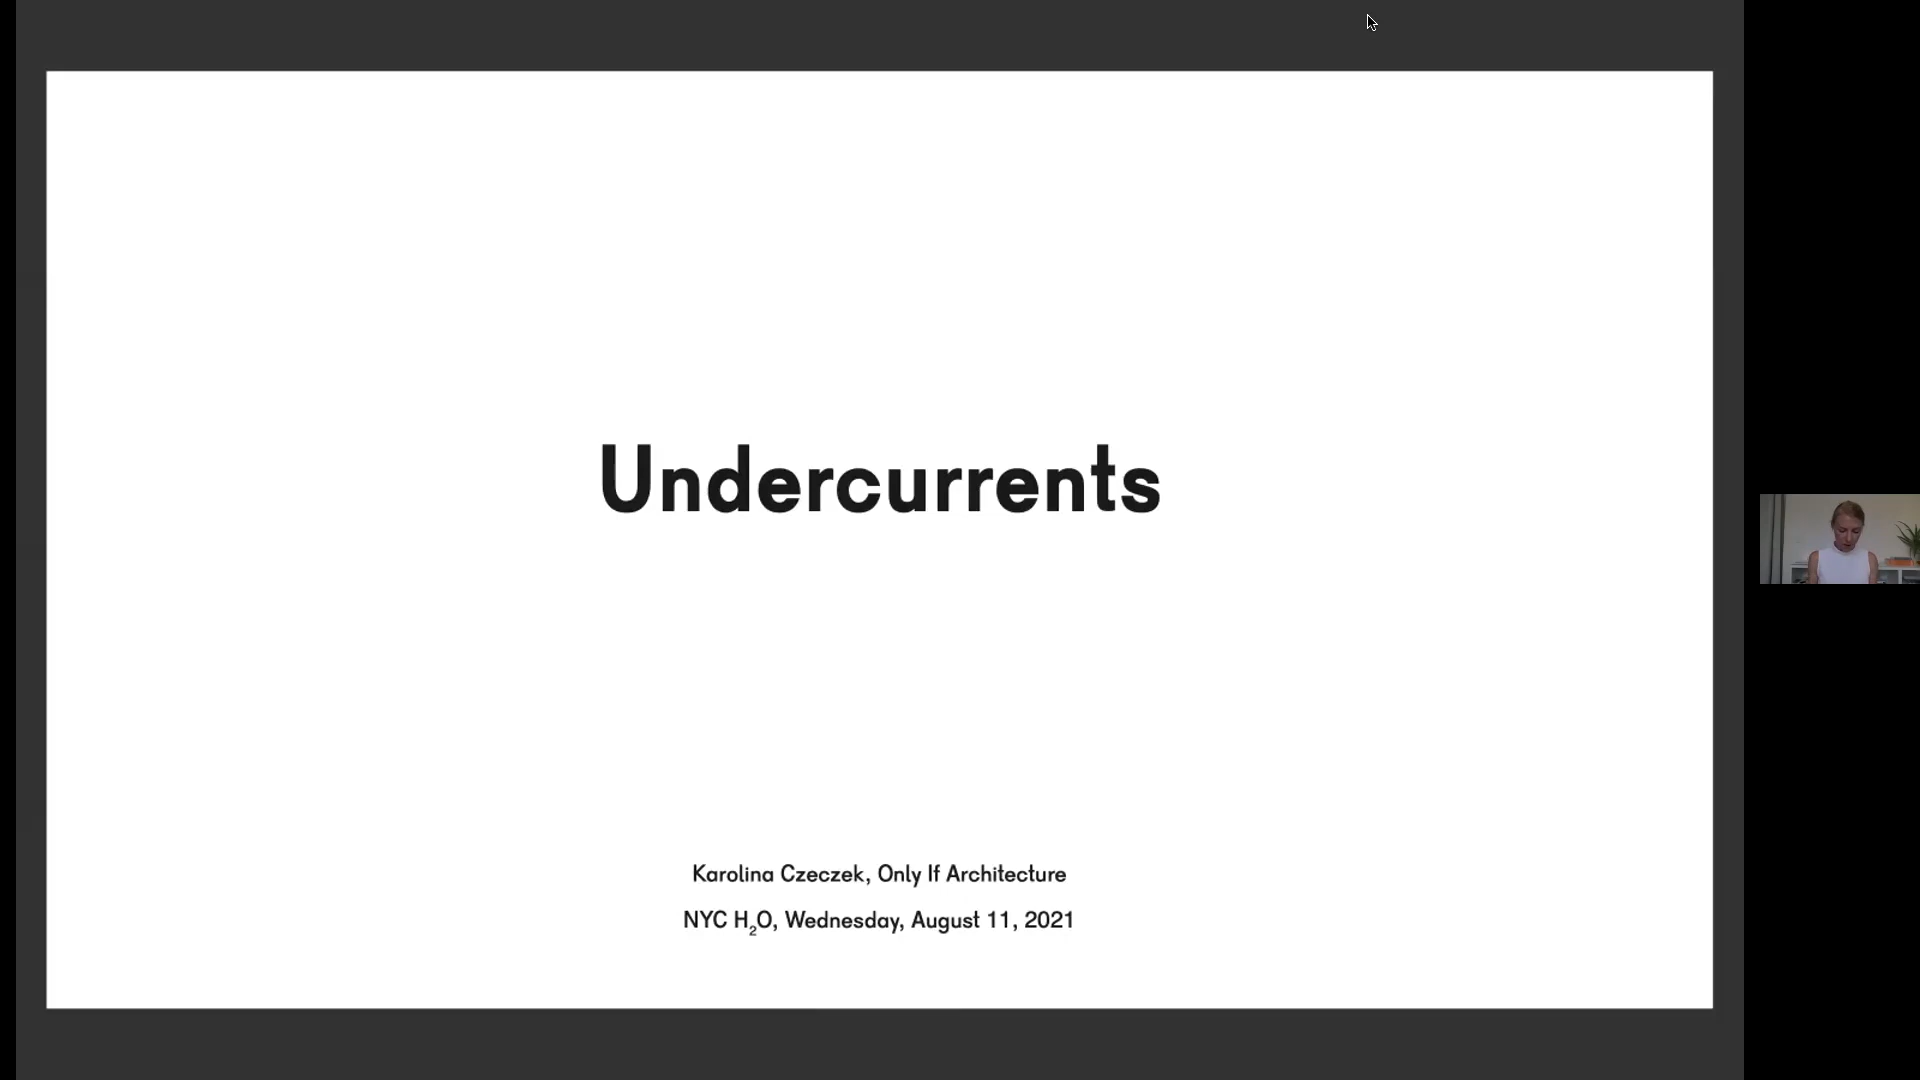 Undercurrents
Karolina Czeczek, Only If Architecture
NYC H₂O, Wednesday, August 11, 2021